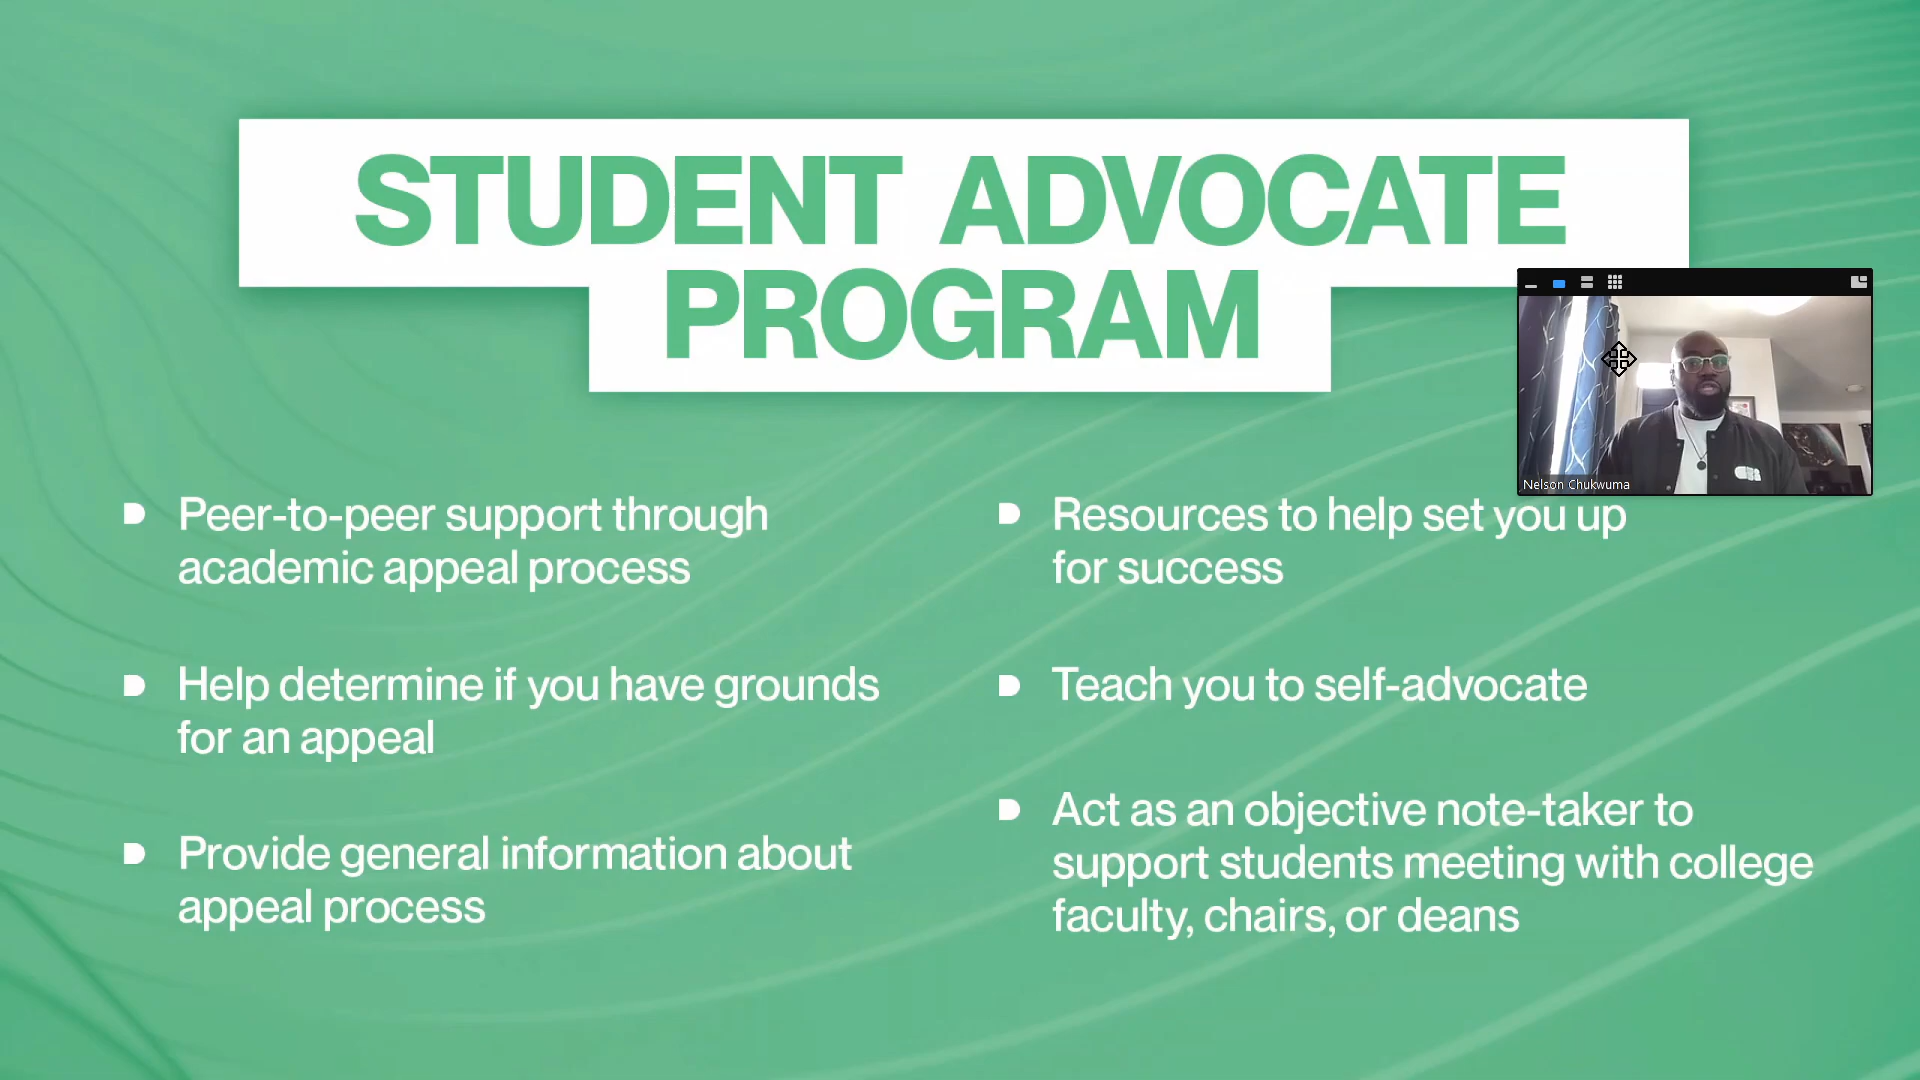 STUDENT ADVOCATE
PROGRAM
Peer-to-peer support through
academic appeal process
Help determine if you have grounds
for an appeal
Provide general information about
appeal process
Resources to help set you up
for success
Teach you to self-advocate
Act as an objective note-taker to
support students meeting with college
faculty, chairs, or deans
Nelson Chukwuma